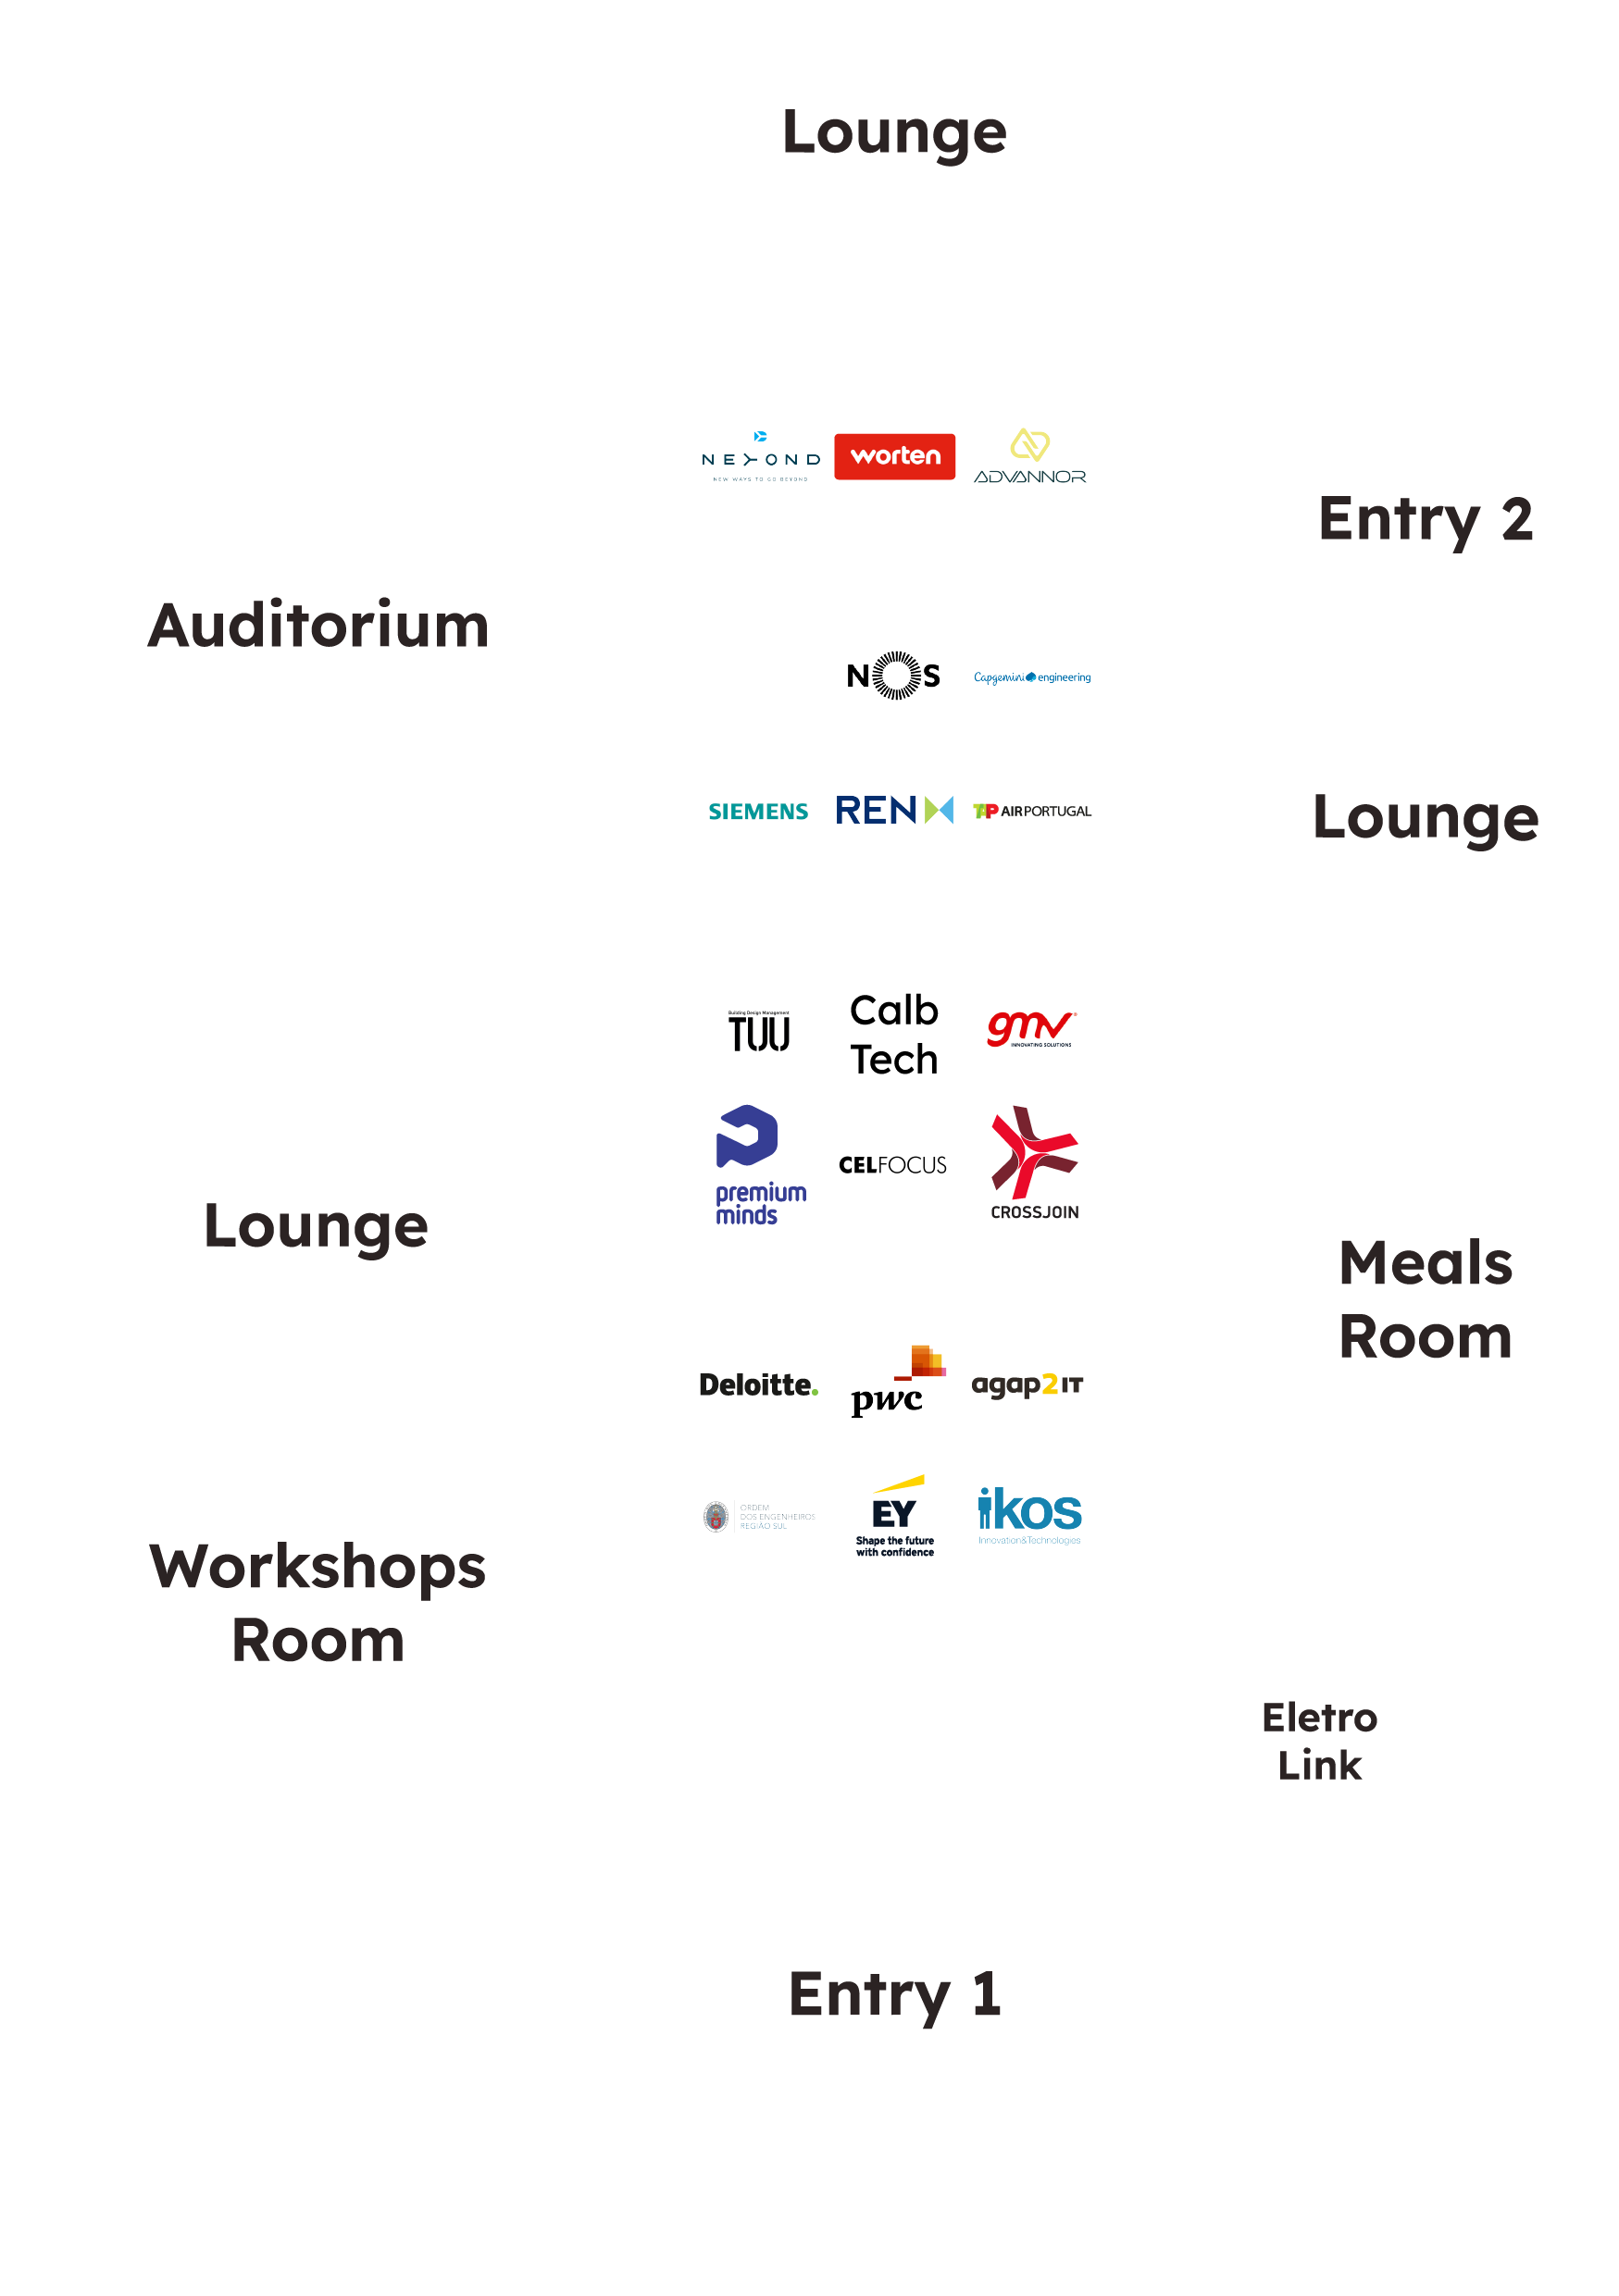 Lounge
NEYOND
NEW WAYS TO GO BEYOND
worten
ADVANNOR
Entry 2
Auditorium
NOS
Capgemini engineering
SIEMENS
REN
TAP AIR PORTUGAL
Lounge
Building Design Management
TUU
Calb
Tech
gmv
INNOVATING SOLUTIONS
premium
minds
CELFOCUS
CROSSJOIN
Lounge
Meals
Room
Deloitte.
pwc
agap2IT
ORDEM
DOS ENGENHEIROS
REGIÃO SUL
EY
Shape the future
with confidence
ikos
Innovation&Technologies
Workshops
Room
Eletro
Link
Entry 1